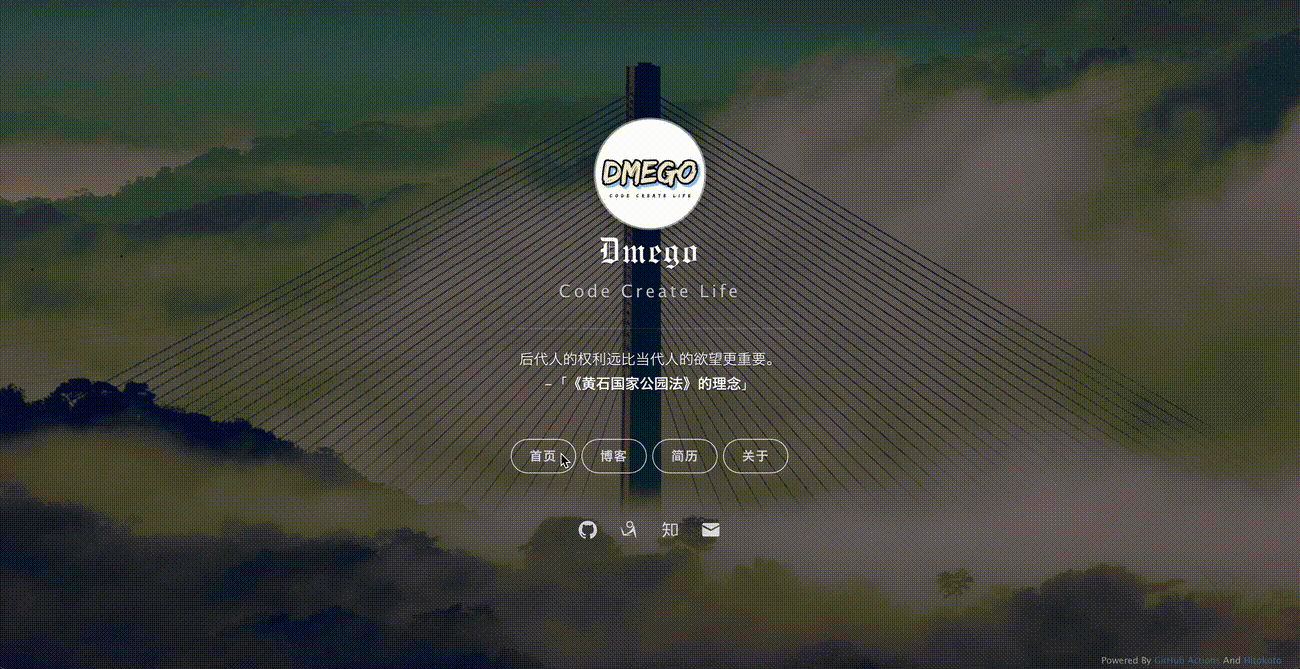 DMEGO
CODE CREATE LIFE
Dmego
Code Create Life
后代人的权利远比当代人的欲望更重要。
–「《黄石国家公园法》的理念」
首页 博客 简历 关于
知
Powered By GitHub Actions And Hitokoto